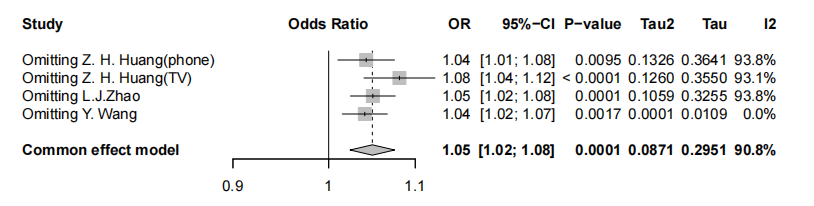 Study Odds Ratio OR 95%−CI P−value Tau2 Tau I2
Omitting Z. H. Huang(phone) 1.04 [1.01; 1.08] 0.0095 0.1326 0.3641 93.8%
Omitting Z. H. Huang(TV) 1.08 [1.04; 1.12] < 0.0001 0.1260 0.3550 93.1%
Omitting L.J.Zhao 1.05 [1.02; 1.08] 0.0001 0.1059 0.3255 93.8%
Omitting Y. Wang 1.04 [1.02; 1.07] 0.0017 0.0001 0.0109 0.0%
Common effect model 1.05 [1.02; 1.08] 0.0001 0.0871 0.2951 90.8%
0.9 1 1.1